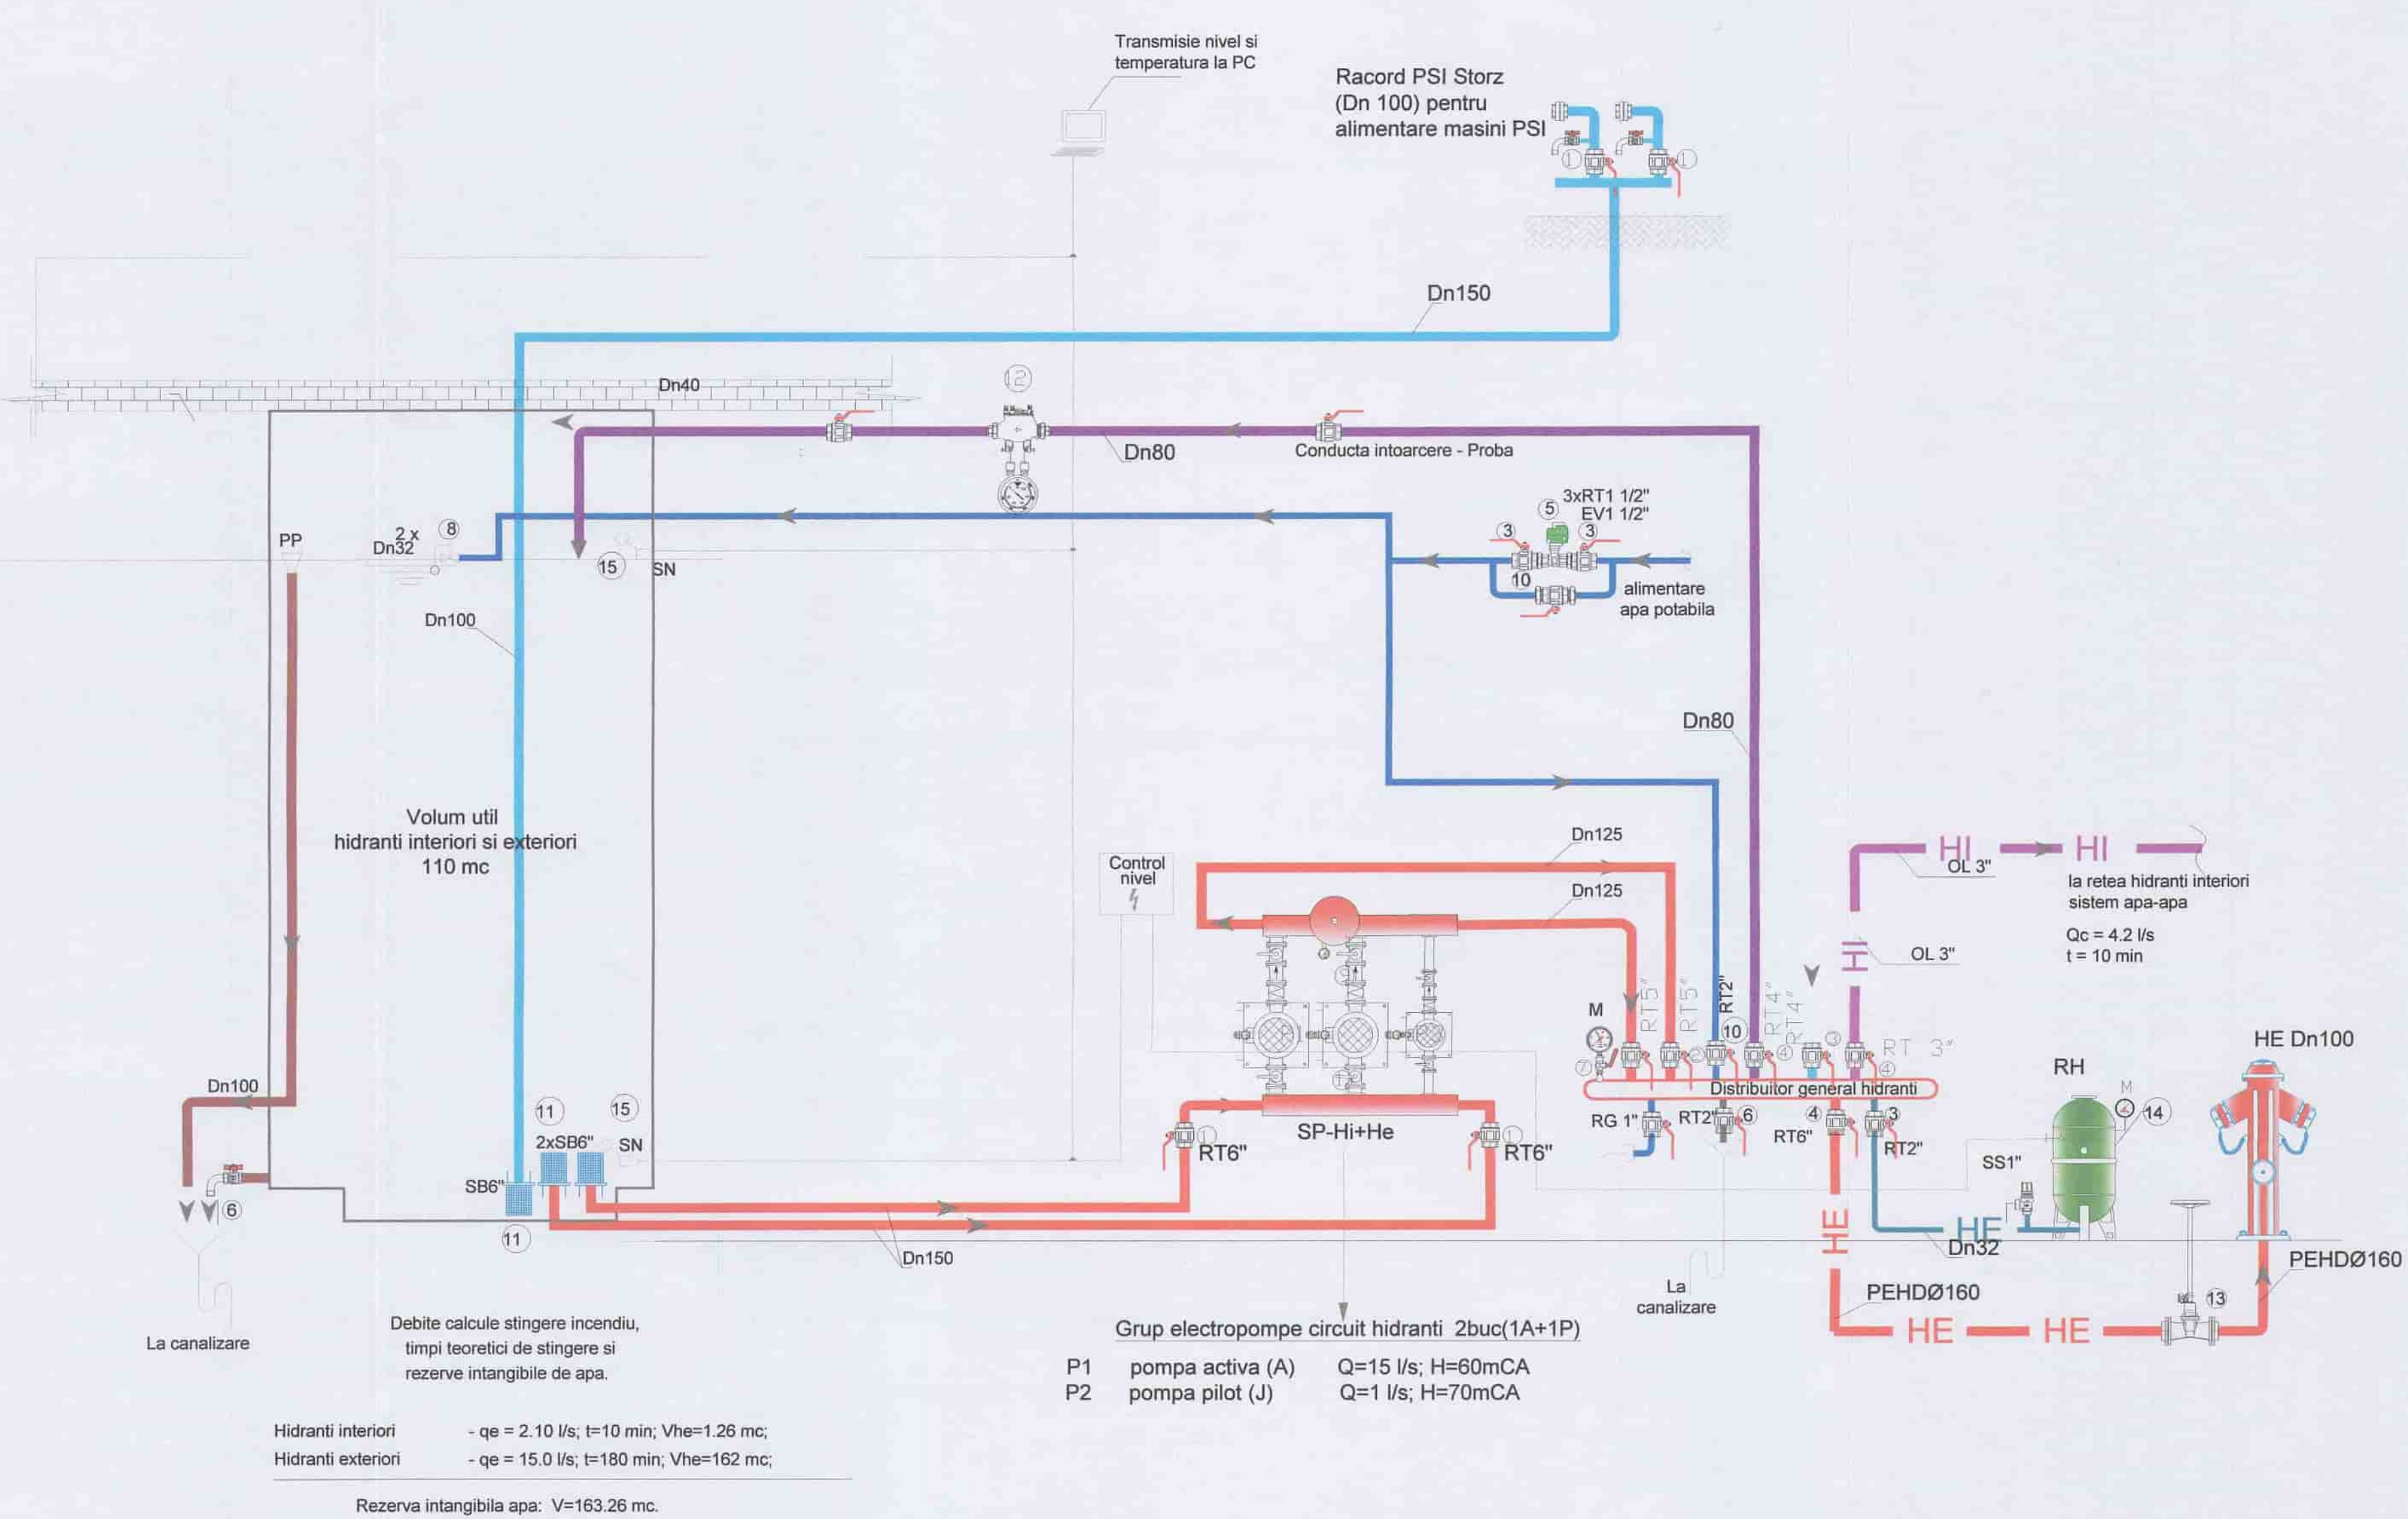 Transmisie nivel si
temperatura la PC
Racord PSI Storz
(Dn 100) pentru
alimentare masini PSI
1
1
Dn150
Dn40
12
Dn80
Conducta intoarcere - Proba
3xRT1 1/2"
EV1 1/2"
5
3
3
10
alimentare
apa potabila
PP
2 x
Dn32
8
15
SN
Dn100
Dn80
Volum util
hidranti interiori si exteriori
110 mc
Control
nivel
Dn125
Dn125
HI
HI
OL 3"
la retea hidranti interiori
sistem apa-apa
Qc = 4.2 l/s
t = 10 min
HI
OL 3"
M
RT5"
RT5"
RT2"
RT4"
RT4"
RT 3"
7
2
10
4
3
4
Distribuitor general hidranti
RG 1"
RT2"
6
4
RT6"
3
RT2"
HE Dn100
RH
M
14
SS1"
Dn100
11
15
2xSB6"
SN
SB6"
11
6
1
RT6"
SP-Hi+He
1
RT6"
Dn150
HE
HE
Dn32
PEHDØ160
PEHDØ160
13
HE
HE
La canalizare
La
canalizare
Debite calcule stingere incendiu,
timpi teoretici de stingere si
rezerve intangibile de apa.
Grup electropompe circuit hidranti 2buc(1A+1P)
P1 pompa activa (A) Q=15 l/s; H=60mCA
P2 pompa pilot (J) Q=1 l/s; H=70mCA
Hidranti interiori - qe = 2.10 l/s; t=10 min; Vhe=1.26 mc;
Hidranti exteriori - qe = 15.0 l/s; t=180 min; Vhe=162 mc;
Rezerva intangibila apa: V=163.26 mc.